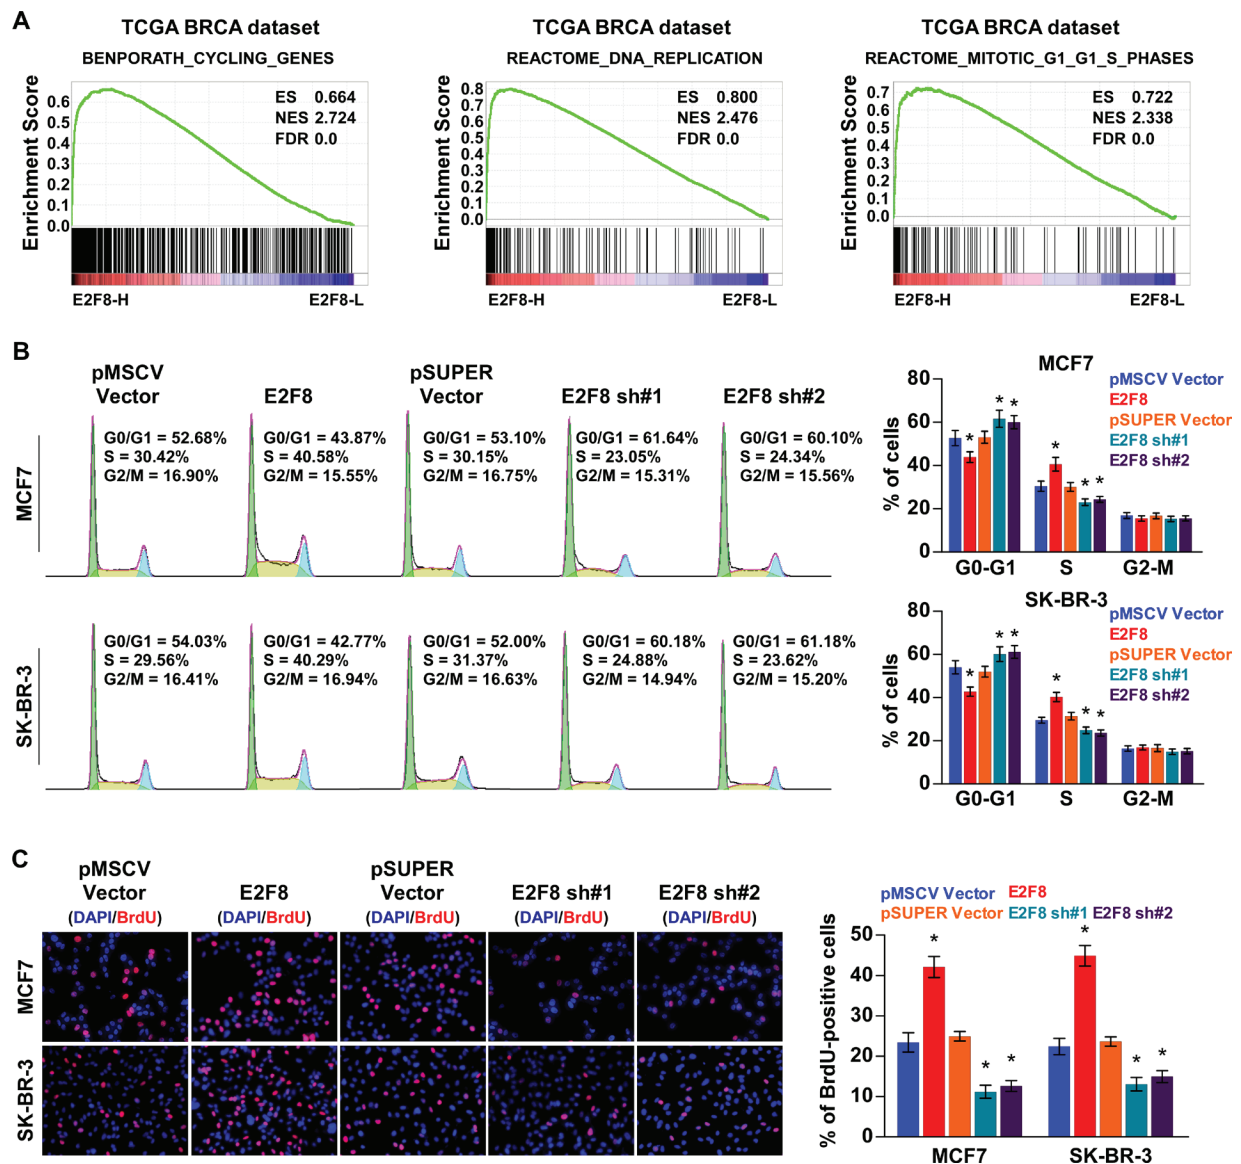 A
TCGA BRCA dataset
BENPORATH_CYCLING_GENES
Enrichment Score
0.6
0.5
0.4
0.3
0.2
0.1
0.0
ES 0.664
NES 2.724
FDR 0.0
E2F8-H
E2F8-L
TCGA BRCA dataset
REACTOME_DNA_REPLICATION
Enrichment Score
0.8
0.7
0.6
0.5
0.4
0.3
0.2
0.1
0.0
ES 0.800
NES 2.476
FDR 0.0
E2F8-H
E2F8-L
TCGA BRCA dataset
REACTOME_MITOTIC_G1_G1_S_PHASES
Enrichment Score
0.7
0.6
0.5
0.4
0.3
0.2
0.1
0.0
ES 0.722
NES 2.338
FDR 0.0
E2F8-H
E2F8-L
B
pMSCV
Vector
E2F8
pSUPER
Vector
E2F8 sh#1
E2F8 sh#2
MCF7
G0/G1 = 52.68%
S = 30.42%
G2/M = 16.90%
G0/G1 = 43.87%
S = 40.58%
G2/M = 15.55%
G0/G1 = 53.10%
S = 30.15%
G2/M = 16.75%
G0/G1 = 61.64%
S = 23.05%
G2/M = 15.31%
G0/G1 = 60.10%
S = 24.34%
G2/M = 15.56%
SK-BR-3
G0/G1 = 54.03%
S = 29.56%
G2/M = 16.41%
G0/G1 = 42.77%
S = 40.29%
G2/M = 16.94%
G0/G1 = 52.00%
S = 31.37%
G2/M = 16.63%
G0/G1 = 60.18%
S = 24.88%
G2/M = 14.94%
G0/G1 = 61.18%
S = 23.62%
G2/M = 15.20%
MCF7
% of cells
80
60
40
20
0
pMSCV Vector
E2F8
pSUPER Vector
E2F8 sh#1
E2F8 sh#2
* * *
* * *
G0-G1
S
G2-M
SK-BR-3
% of cells
80
60
40
20
0
pMSCV Vector
E2F8
pSUPER Vector
E2F8 sh#1
E2F8 sh#2
* * *
* * *
G0-G1
S
G2-M
C
pMSCV
Vector
(DAPI/BrdU)
E2F8
(DAPI/BrdU)
pSUPER
Vector
(DAPI/BrdU)
E2F8 sh#1
(DAPI/BrdU)
E2F8 sh#2
(DAPI/BrdU)
MCF7
SK-BR-3
pMSCV Vector E2F8
pSUPER Vector E2F8 sh#1 E2F8 sh#2
% of BrdU-positive cells
50
40
30
20
10
0
* * *
* * *
MCF7
SK-BR-3